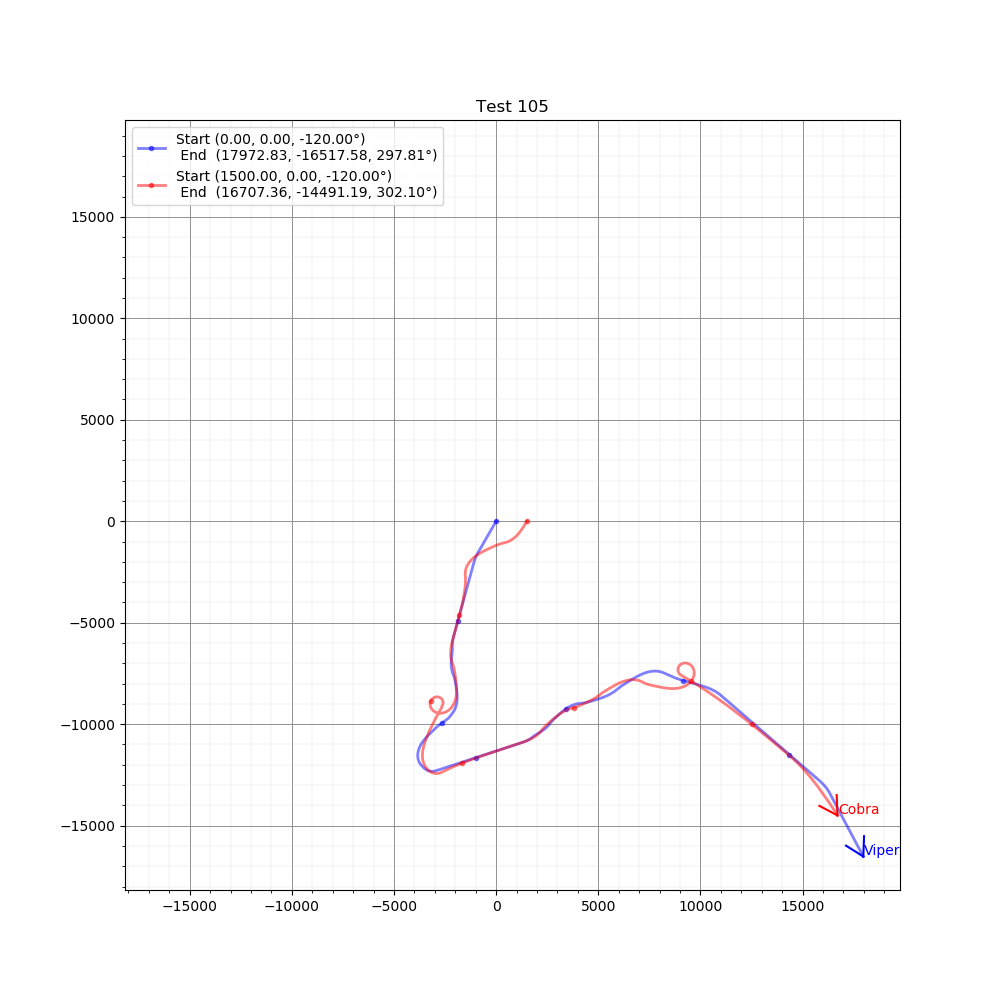 Test 105
Start (0.00, 0.00, -120.00°)
End  (17972.83, -16517.58, 297.81°)
Start (1500.00, 0.00, -120.00°)
End  (16707.36, -14491.19, 302.10°)
15000
10000
5000
0
−5000
−10000
−15000
Cobra
Viper
−15000 −10000 −5000 0 5000 10000 15000